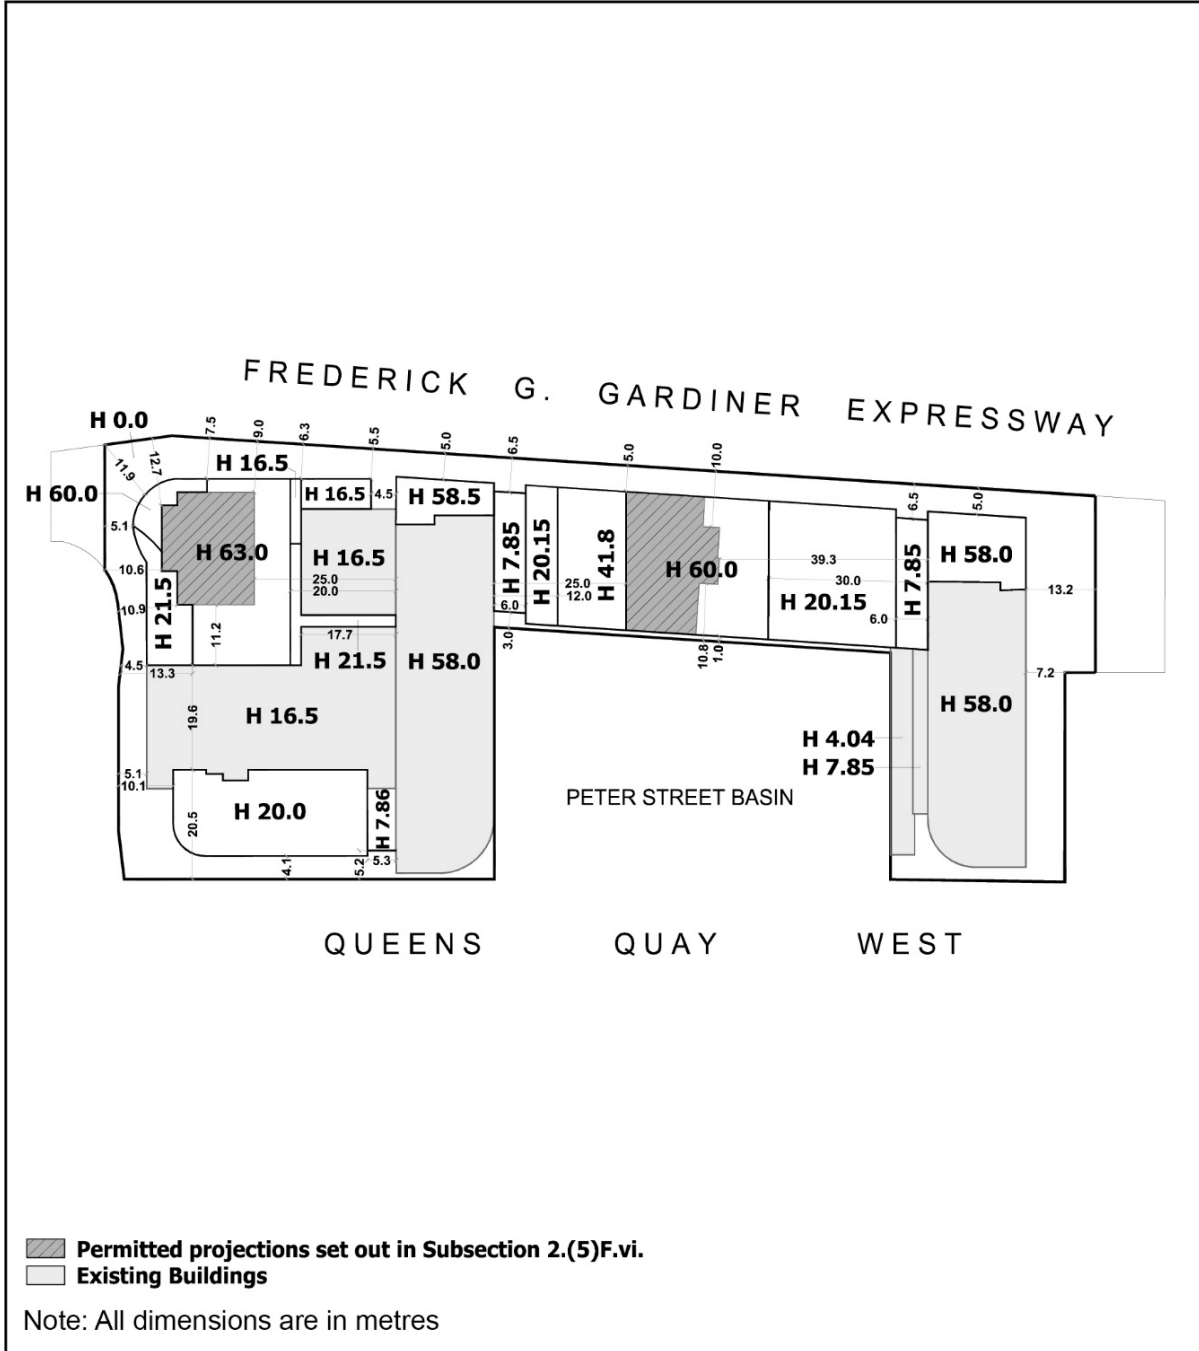 FREDERICK G. GARDINER EXPRESSWAY
H 0.0
7.5
9.0
6.3
5.5
5.0
6.5
5.0
10.0
12.7
11.9
H 16.5
H 60.0
H 16.5
4.5
H 58.5
6.5
5.0
5.1
H 63.0
H 16.5
H 7.85
H 20.15
H 41.8
H 60.0
39.3
H 7.85
H 58.0
10.6
25.0
20.0
25.0
12.0
30.0
13.2
10.9
H 21.5
11.2
6.0
H 20.15
6.0
17.7
3.0
10.8
1.0
4.5
13.3
H 21.5
H 58.0
7.2
19.6
H 16.5
H 58.0
H 4.04
H 7.85
5.1
10.1
PETER STREET BASIN
H 20.0
H 7.86
20.5
4.1
5.2
5.3
QUEENS QUAY WEST
Permitted projections set out in Subsection 2.(5)F.vi.
Existing Buildings
Note: All dimensions are in metres